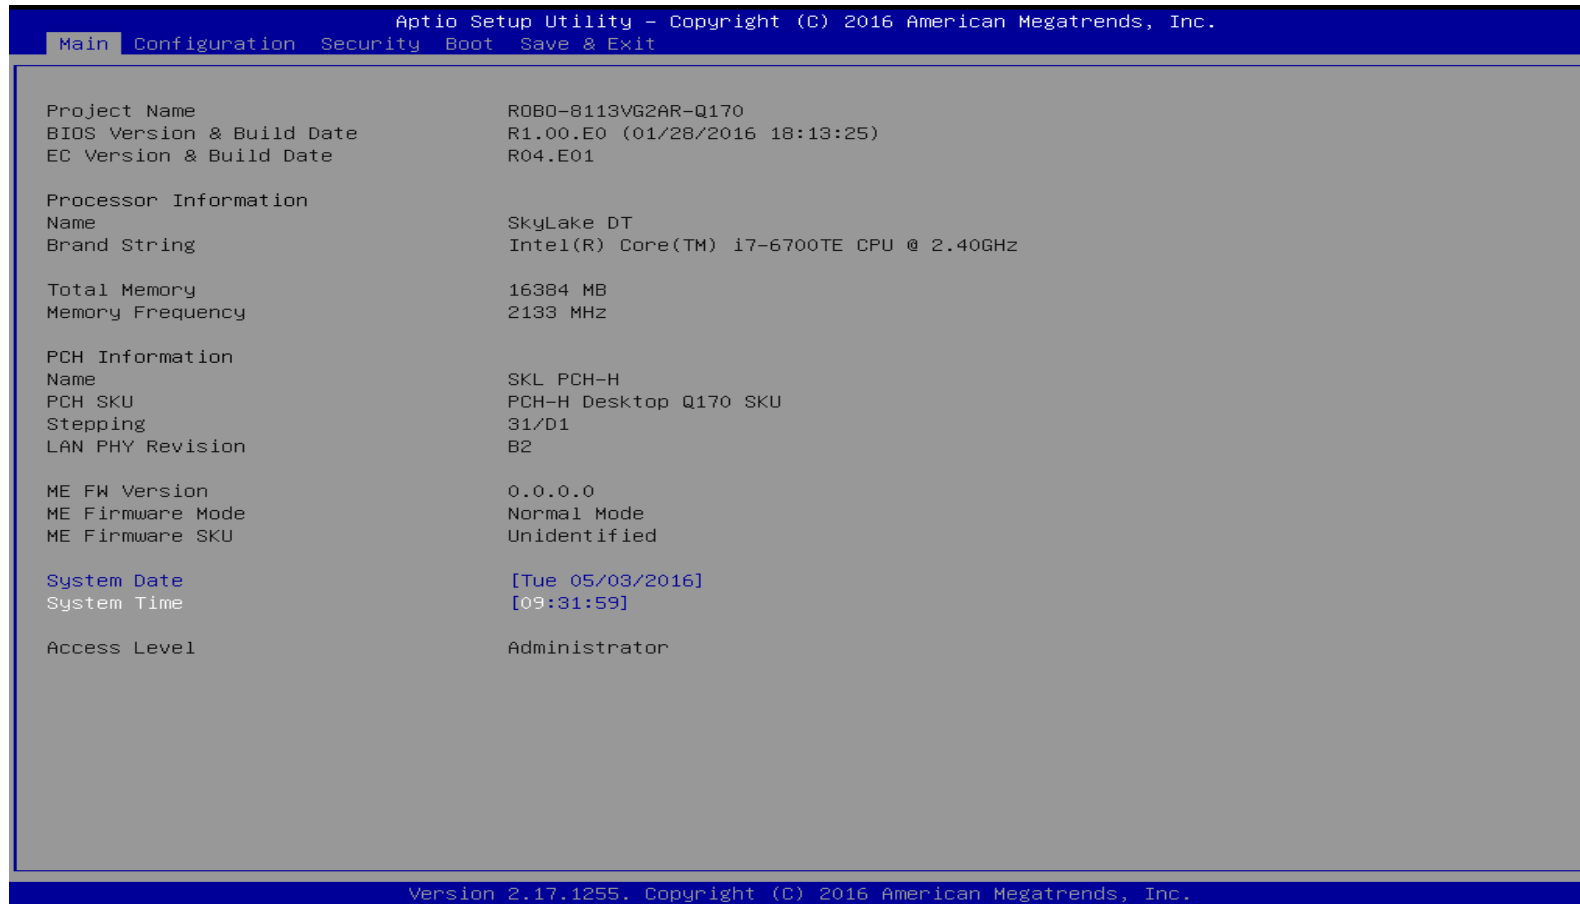 Aptio Setup Utility – Copyright (C) 2016 American Megatrends, Inc.
Main Configuration Security Boot Save & Exit
Project Name ROBO-8113VG2AR-Q170
BIOS Version & Build Date R1.00.E0 (01/28/2016 18:13:25)
EC Version & Build Date R04.E01
Processor Information
Name SkyLake DT
Brand String Intel(R) Core(TM) i7-6700TE CPU @ 2.40GHz
Total Memory 16384 MB
Memory Frequency 2133 MHz
PCH Information
Name SKL PCH-H
PCH SKU PCH-H Desktop Q170 SKU
Stepping 31/D1
LAN PHY Revision B2
ME FW Version 0.0.0.0
ME Firmware Mode Normal Mode
ME Firmware SKU Unidentified
System Date [Tue 05/03/2016]
System Time [09:31:59]
Access Level Administrator
Version 2.17.1255. Copyright (C) 2016 American Megatrends, Inc.